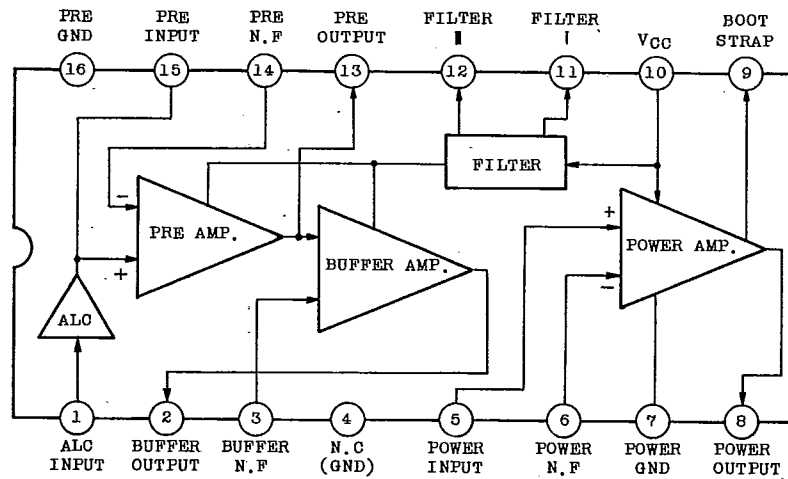 PRE GND
PRE INPUT
PRE N.F
PRE OUTPUT
FILTER II
FILTER I
VCC
BOOT STRAP
16
15
14
13
12
11
10
9
FILTER
−
PRE AMP.
+
BUFFER AMP.
+
POWER AMP.
−
ALC
1
2
3
4
5
6
7
8
ALC INPUT
BUFFER OUTPUT
BUFFER N.F
N.C (GND)
POWER INPUT
POWER N.F
POWER GND
POWER OUTPUT